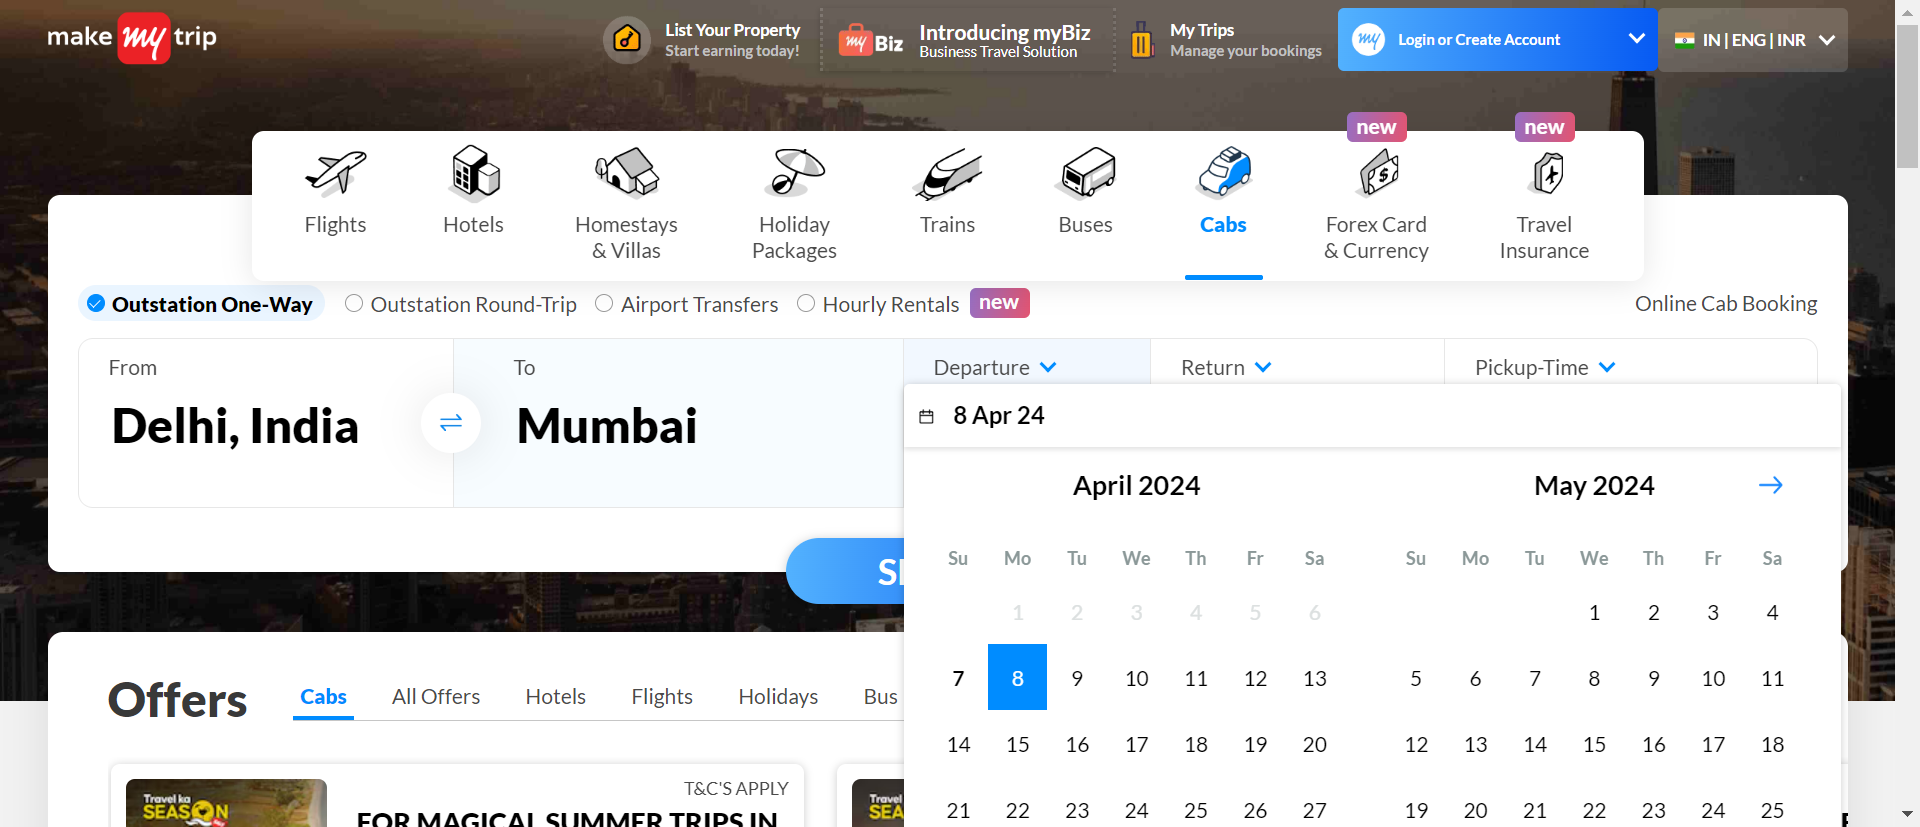 make my trip
List Your Property
Start earning today!
my Biz
Introducing myBiz
Business Travel Solution
My Trips
Manage your bookings
my
Login or Create Account
IN | ENG | INR
new
new
Flights
Hotels
Homestays
& Villas
Holiday
Packages
Trains
Buses
Cabs
Forex Card
& Currency
Travel
Insurance
Outstation One-Way
Outstation Round-Trip
Airport Transfers
Hourly Rentals
new
Online Cab Booking
From
Delhi, India
To
Mumbai
Departure
Return
Pickup-Time
8 Apr 24
April 2024
Su Mo Tu We Th Fr Sa
1 2 3 4 5 6
7 8 9 10 11 12 13
14 15 16 17 18 19 20
21 22 23 24 25 26 27
May 2024
Su Mo Tu We Th Fr Sa
1 2 3 4
5 6 7 8 9 10 11
12 13 14 15 16 17 18
19 20 21 22 23 24 25
Offers
Cabs
All Offers
Hotels
Flights
Holidays
Bus
Travel ka
SEASON
T&C'S APPLY
FOR MAGICAL SUMMER TRIPS IN
Travel